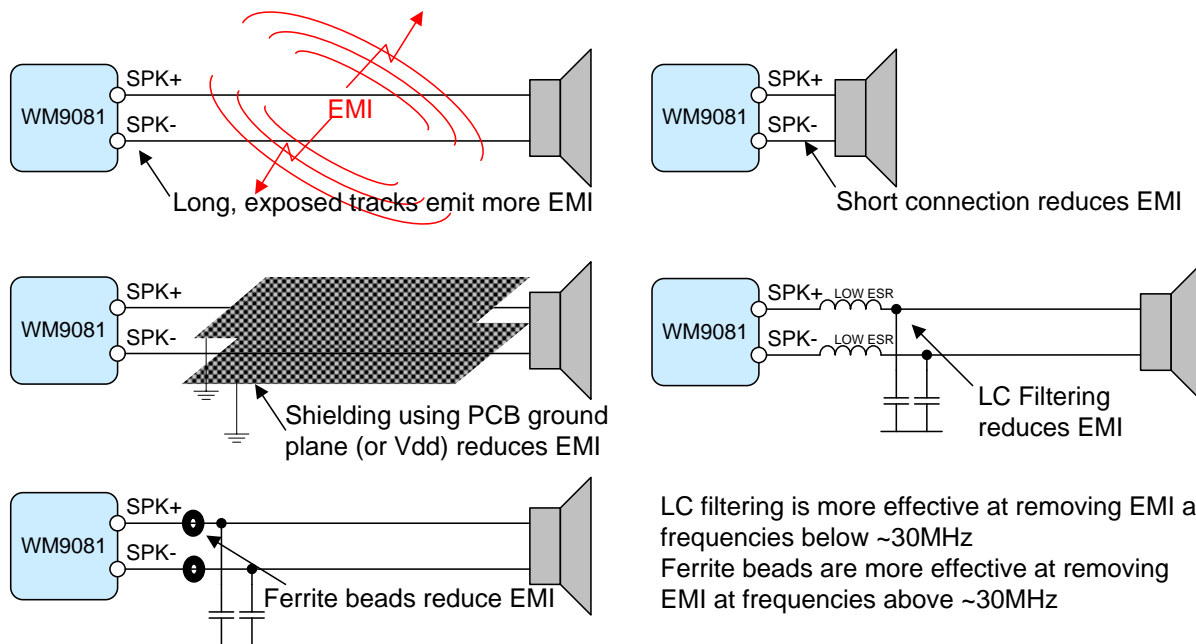 SPK+
WM9081
EMI
SPK-
Long, exposed tracks emit more EMI
SPK+
WM9081
SPK-
Short connection reduces EMI
SPK+
WM9081
SPK-
Shielding using PCB ground
plane (or Vdd) reduces EMI
SPK+
LOW ESR
WM9081
SPK-
LOW ESR
LC Filtering
reduces EMI
SPK+
WM9081
SPK-
Ferrite beads reduce EMI
LC filtering is more effective at removing EMI a
frequencies below ~30MHz
Ferrite beads are more effective at removing
EMI at frequencies above ~30MHz